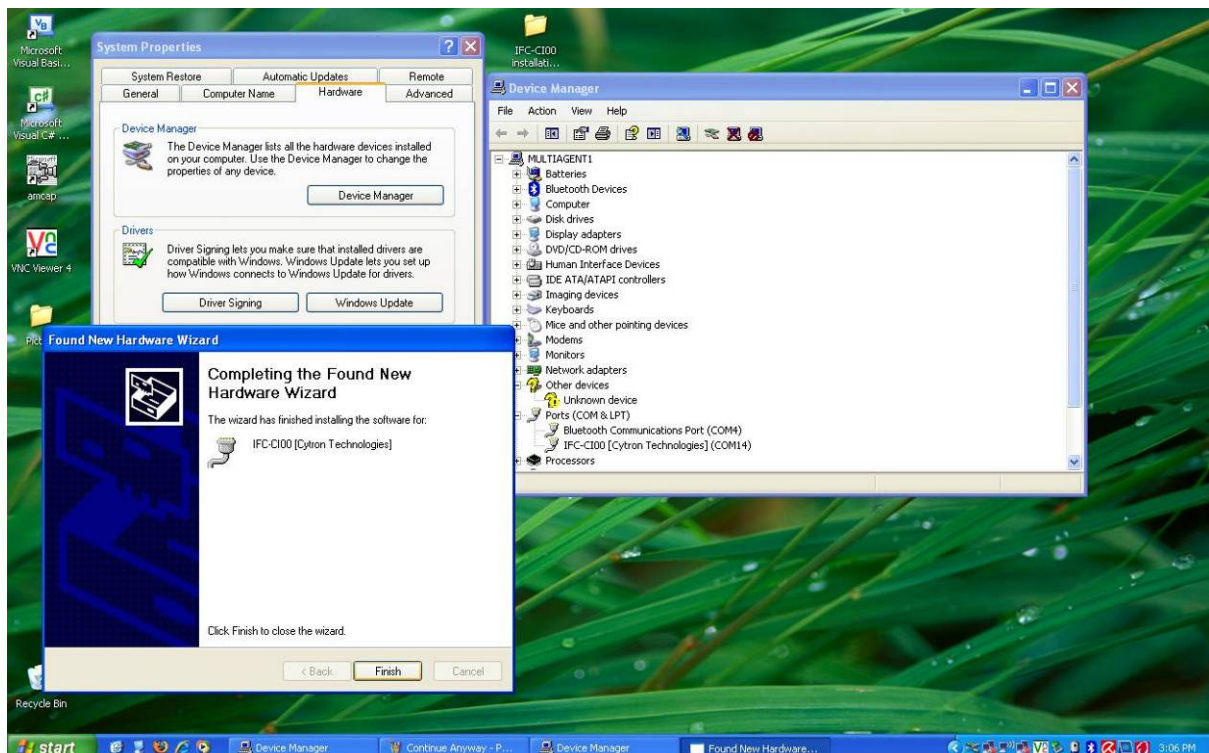 Microsoft
Visual Basi...
Microsoft
Visual C# ...
amcap
VNC Viewer 4
Recycle Bin
IFC-CI00
installati...
System Properties
System Restore
Automatic Updates
Remote
General
Computer Name
Hardware
Advanced
Device Manager
The Device Manager lists all the hardware devices installed
on your computer. Use the Device Manager to change the
properties of any device.
Device Manager
Drivers
Driver Signing lets you make sure that installed drivers are
compatible with Windows. Windows Update lets you set up
how Windows connects to Windows Update for drivers.
Driver Signing
Windows Update
Found New Hardware Wizard
Completing the Found New
Hardware Wizard
The wizard has finished installing the software for:
IFC-CI00 [Cytron Technologies]
Click Finish to close the wizard.
< Back
Finish
Cancel
Device Manager
File Action View Help
MULTIAGENT1
Batteries
Bluetooth Devices
Computer
Disk drives
Display adapters
DVD/CD-ROM drives
Human Interface Devices
IDE ATA/ATAPI controllers
Imaging devices
Keyboards
Mice and other pointing devices
Modems
Monitors
Network adapters
Other devices
Unknown device
Ports (COM & LPT)
Bluetooth Communications Port (COM4)
IFC-CI00 [Cytron Technologies] (COM14)
Processors
start
Device Manager
Continue Anyway - P...
Device Manager
Found New Hardware...
3:06 PM